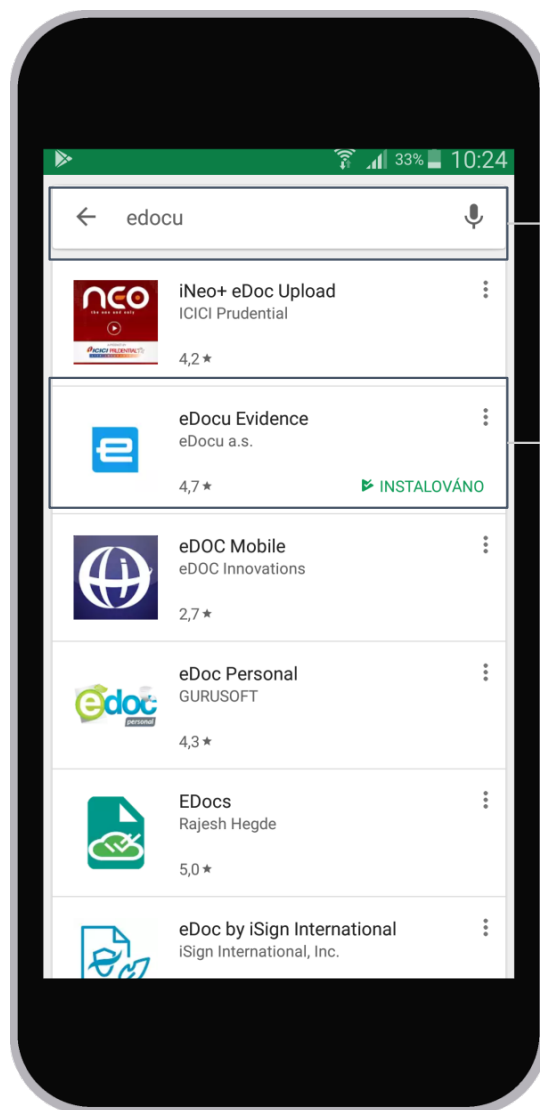 33% 10:24
edocu
neo
the one and only
iNeo+ eDoc Upload
ICICI Prudential
4,2 ★
eDocu Evidence
eDocu a.s.
4,7 ★ INSTALOVÁNO
eDOC Mobile
eDOC Innovations
2,7 ★
edoc
personal
eDoc Personal
GURUSOFT
4,3 ★
EDocs
Rajesh Hegde
5,0 ★
eDoc by iSign International
iSign International, Inc.